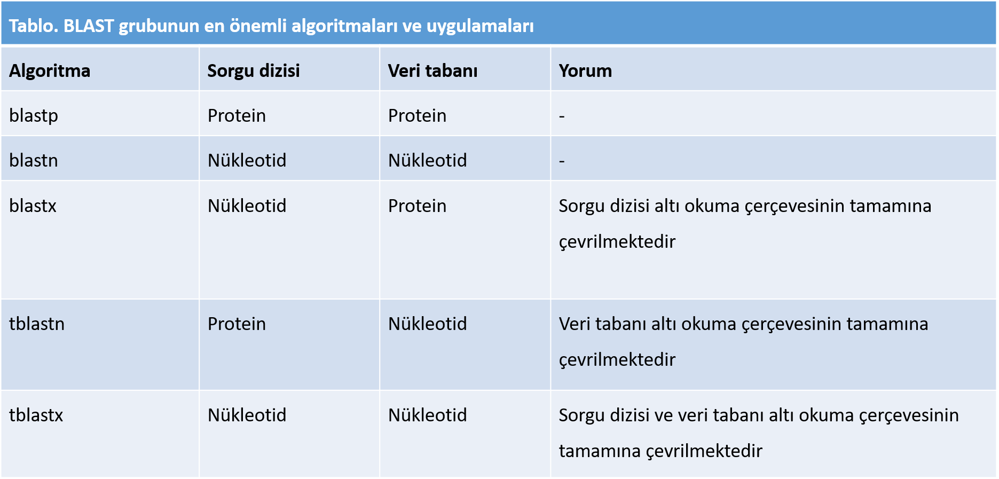 Tablo. BLAST grubunun en önemli algoritmaları ve uygulamaları
Algoritma Sorgu dizisi Veri tabanı Yorum
blastp Protein Protein -
blastn Nükleotid Nükleotid -
blastx Nükleotid Protein Sorgu dizisi altı okuma çerçevesinin tamamına
çevrilmektedir
tblastn Protein Nükleotid Veri tabanı altı okuma çerçevesinin tamamına
çevrilmektedir
tblastx Nükleotid Nükleotid Sorgu dizisi ve veri tabanı altı okuma çerçevesinin
tamamına çevrilmektedir